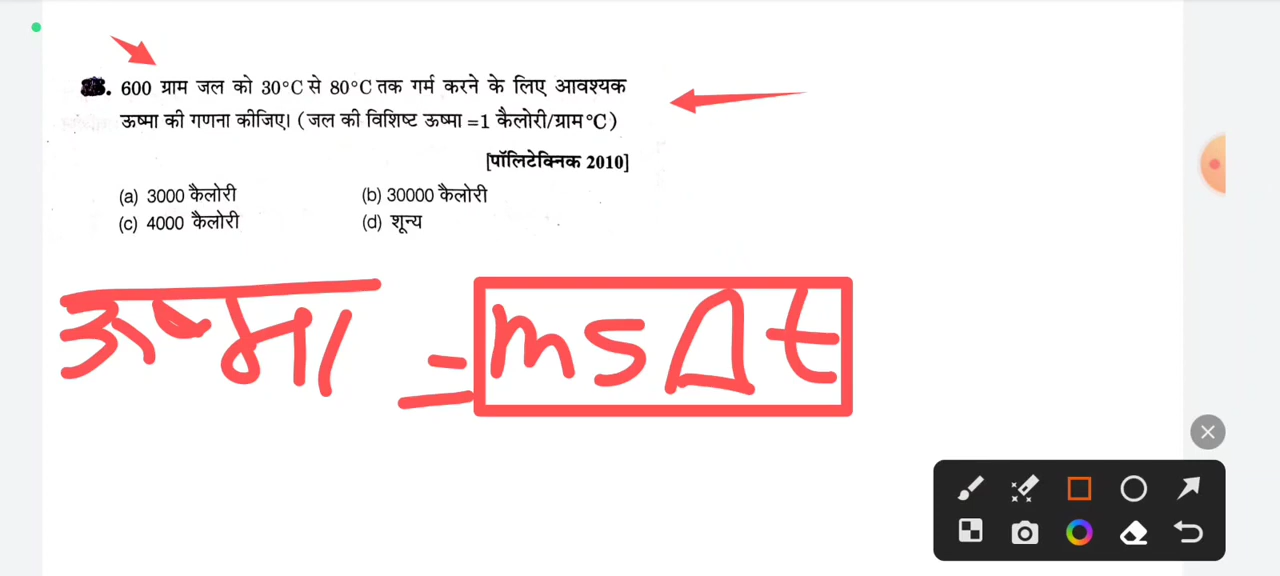 600 ग्राम जल को 30°C से 80°C तक गर्म करने के लिए आवश्यक
ऊष्मा की गणना कीजिए। (जल की विशिष्ट ऊष्मा =1 कैलोरी/ग्राम°C)
[पॉलिटेक्निक 2010]
(a) 3000 कैलोरी (b) 30000 कैलोरी
(c) 4000 कैलोरी (d) शून्य
ऊष्मा = msΔt